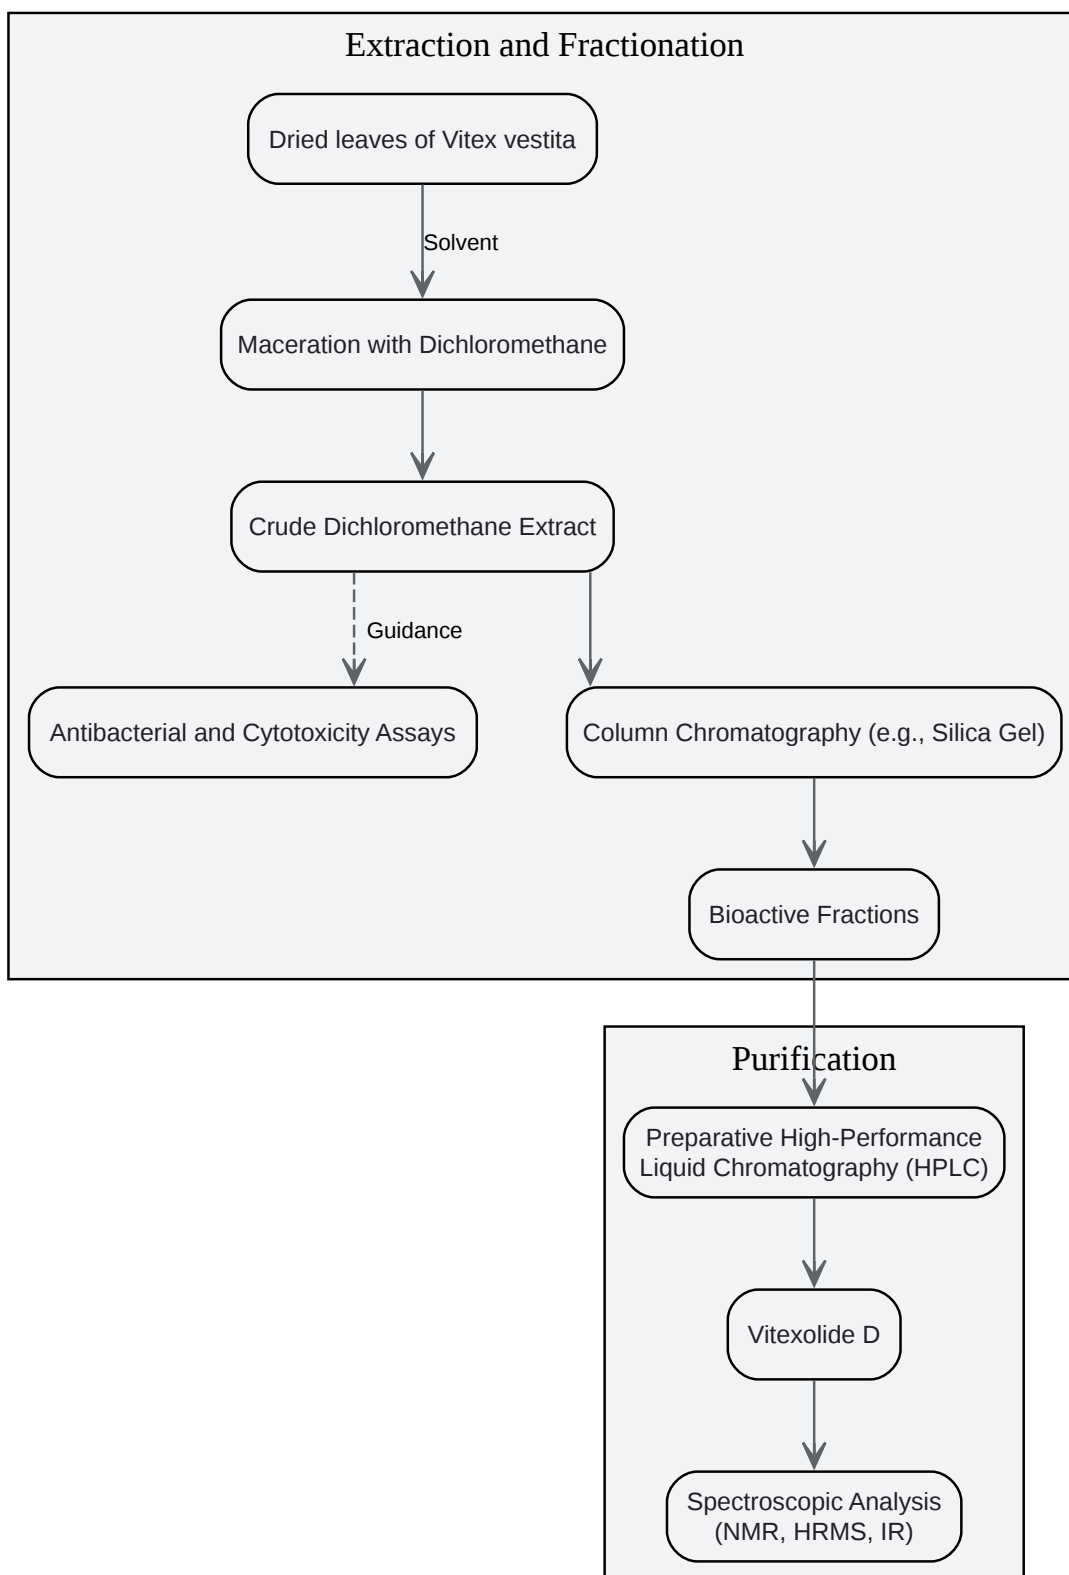 Extraction and Fractionation
Dried leaves of Vitex vestita
Solvent
Maceration with Dichloromethane
Crude Dichloromethane Extract
Guidance
Antibacterial and Cytotoxicity Assays
Column Chromatography (e.g., Silica Gel)
Bioactive Fractions
Purification
Preparative High-Performance
Liquid Chromatography (HPLC)
Vitexolide D
Spectroscopic Analysis
(NMR, HRMS, IR)